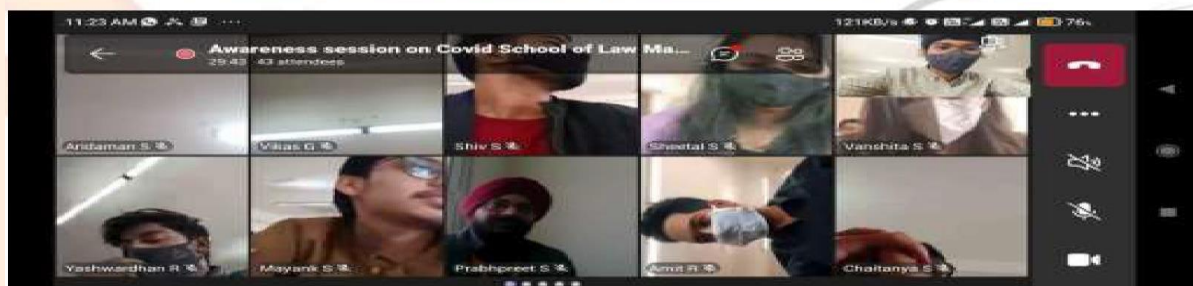 11:23 AM
121KB/s 76%
Awareness session on Covid School of Law Ma...
29:43 43 attendees
Aridaman S
Vikas G
Shiv S
Sheetal S
Vanshita S
Yashwardhan R
Mayank S
Prabhpreet S
Amit R
Chaitanya S